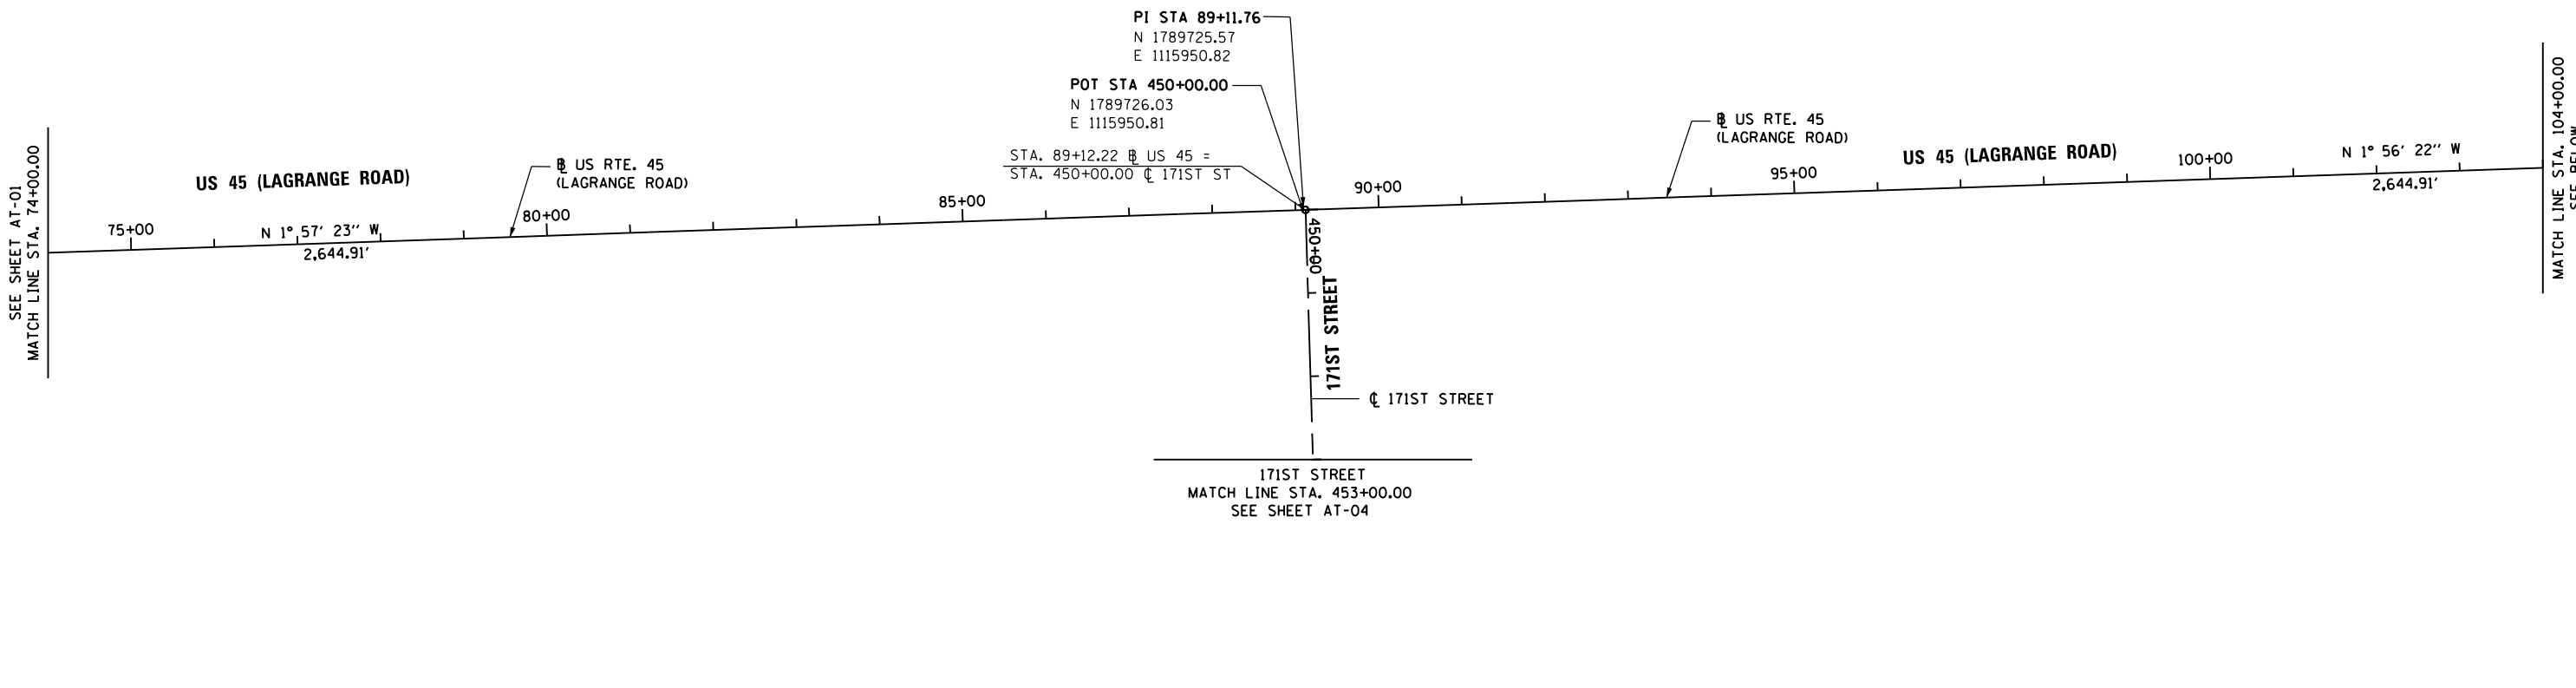 PI STA 89+11.76
N 1789725.57
E 1115950.82
POT STA 450+00.00
N 1789726.03
E 1115950.81
STA. 89+12.22 ⅊ US 45 =
STA. 450+00.00 ℄ 171ST ST
SEE SHEET AT-01
MATCH LINE STA. 74+00.00
US 45 (LAGRANGE ROAD)
75+00
N 1° 57' 23" W
2,644.91'
⅊ US RTE. 45
(LAGRANGE ROAD)
80+00
85+00
90+00
450+00
171ST STREET
℄ 171ST STREET
171ST STREET
MATCH LINE STA. 453+00.00
SEE SHEET AT-04
⅊ US RTE. 45
(LAGRANGE ROAD)
95+00
US 45 (LAGRANGE ROAD)
100+00
N 1° 56' 22" W
2,644.91'
MATCH LINE STA. 104+00.00
SEE BELOW